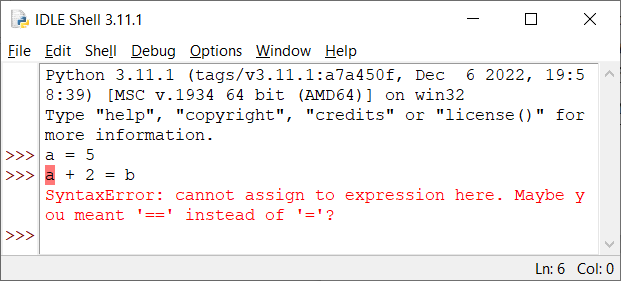 IDLE Shell 3.11.1
File Edit Shell Debug Options Window Help
Python 3.11.1 (tags/v3.11.1:a7a450f, Dec  6 2022, 19:5
8:39) [MSC v.1934 64 bit (AMD64)] on win32
Type "help", "copyright", "credits" or "license()" for
more information.
>>> a = 5
>>> a + 2 = b
SyntaxError: cannot assign to expression here. Maybe y
ou meant '==' instead of '='?
>>>
Ln: 6 Col: 0